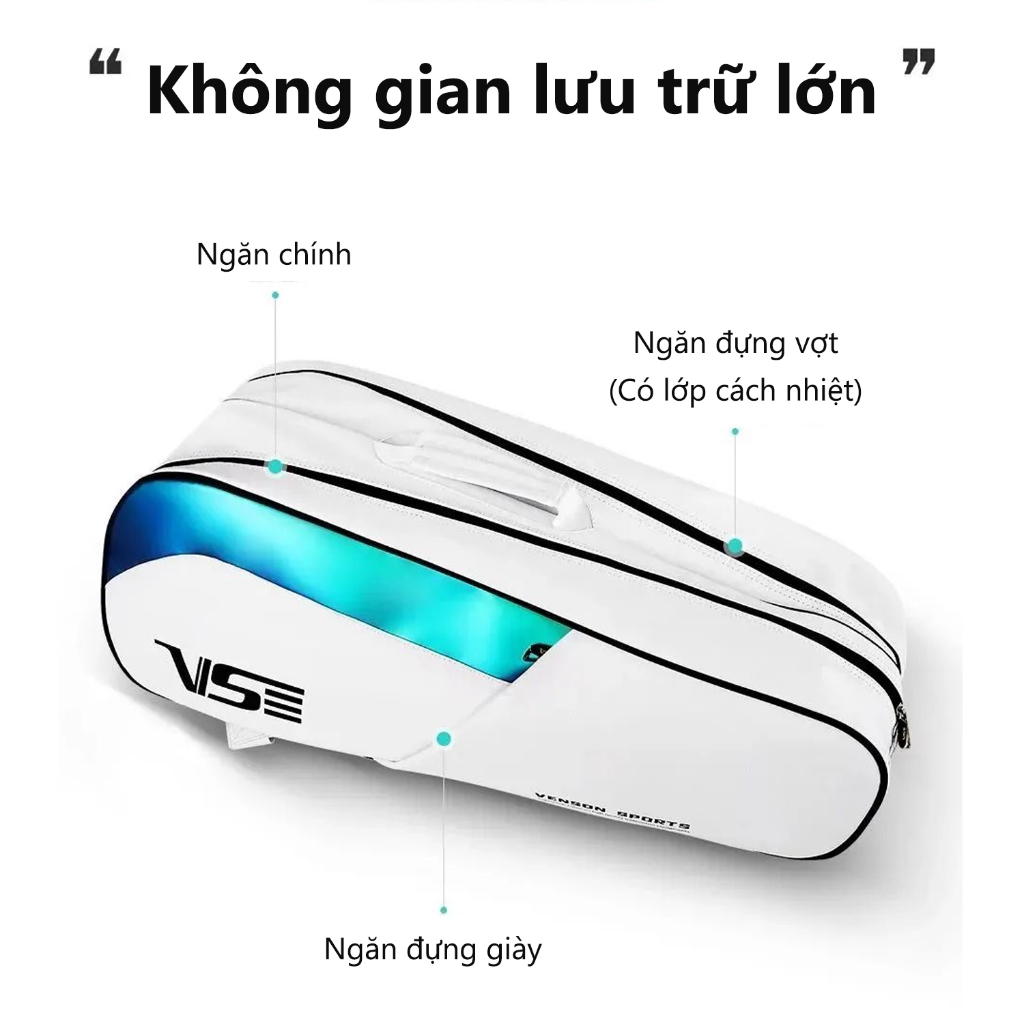 “ Không gian lưu trữ lớn ”
Ngăn chính
Ngăn đựng vợt
(Có lớp cách nhiệt)
VSE
VENSON SPORTS
Ngăn đựng giày